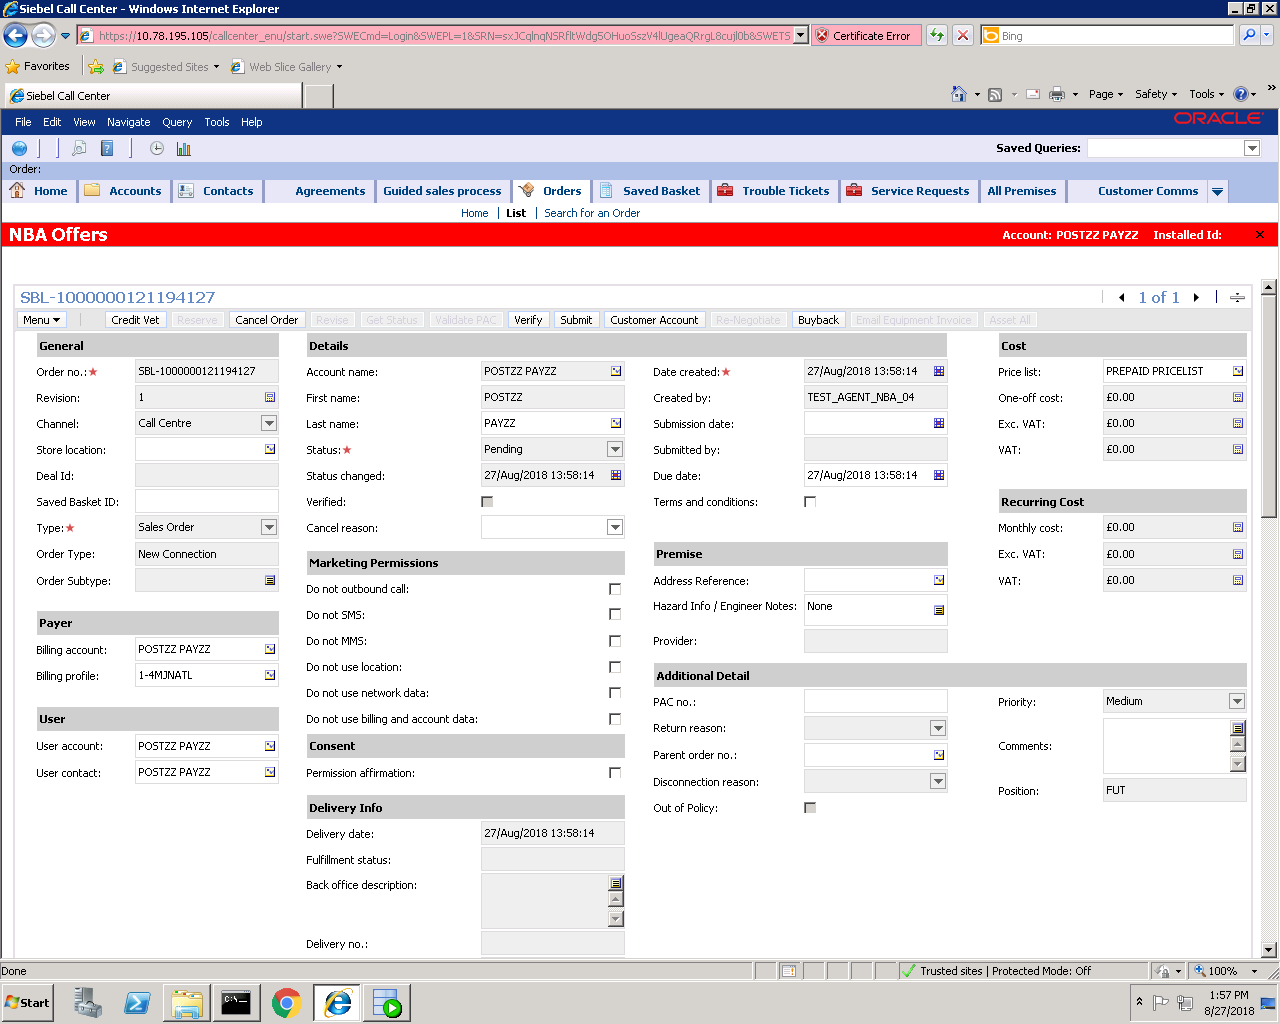 Siebel Call Center - Windows Internet Explorer
Certificate Error
Bing
Favorites
Suggested Sites
Web Slice Gallery
Siebel Call Center
Page
Safety
Tools
File Edit View Navigate Query Tools Help
ORACLE
Saved Queries:
Order:
Home Accounts Contacts Agreements Guided sales process Orders Saved Basket Trouble Tickets Service Requests All Premises Customer Comms
Home List Search for an Order
NBA Offers
Account: POSTZZ PAYZZ Installed Id:
SBL-1000000121194127
1 of 1
Menu Credit Vet Reserve Cancel Order Revise Get Status Validate PAC Verify Submit Customer Account Re-Negotiate Buyback Email Equipment Invoice Asset All
General
Order no.:★ SBL-1000000121194127
Revision: 1
Channel: Call Centre
Store location:
Deal Id:
Saved Basket ID:
Type:★ Sales Order
Order Type: New Connection
Order Subtype:
Payer
Billing account: POSTZZ PAYZZ
Billing profile: 1-4MJNATL
User
User account: POSTZZ PAYZZ
User contact: POSTZZ PAYZZ
Details
Account name: POSTZZ PAYZZ
First name: POSTZZ
Last name: PAYZZ
Status:★ Pending
Status changed: 27/Aug/2018 13:58:14
Verified:
Cancel reason:
Marketing Permissions
Do not outbound call:
Do not SMS:
Do not MMS:
Do not use location:
Do not use network data:
Do not use billing and account data:
Consent
Permission affirmation:
Delivery Info
Delivery date: 27/Aug/2018 13:58:14
Fulfillment status:
Back office description:
Delivery no.:
Date created:★ 27/Aug/2018 13:58:14
Created by: TEST_AGENT_NBA_04
Submission date:
Submitted by:
Due date: 27/Aug/2018 13:58:14
Terms and conditions:
Premise
Address Reference:
Hazard Info / Engineer Notes: None
Provider:
Additional Detail
PAC no.:
Return reason:
Parent order no.:
Disconnection reason:
Out of Policy:
Priority: Medium
Comments:
Position: FUT
Cost
Price list: PREPAID PRICELIST
One-off cost: £0.00
Exc. VAT: £0.00
VAT: £0.00
Recurring Cost
Monthly cost: £0.00
Exc. VAT: £0.00
VAT: £0.00
Done
Trusted sites | Protected Mode: Off
100%
Start
1:57 PM
8/27/2018